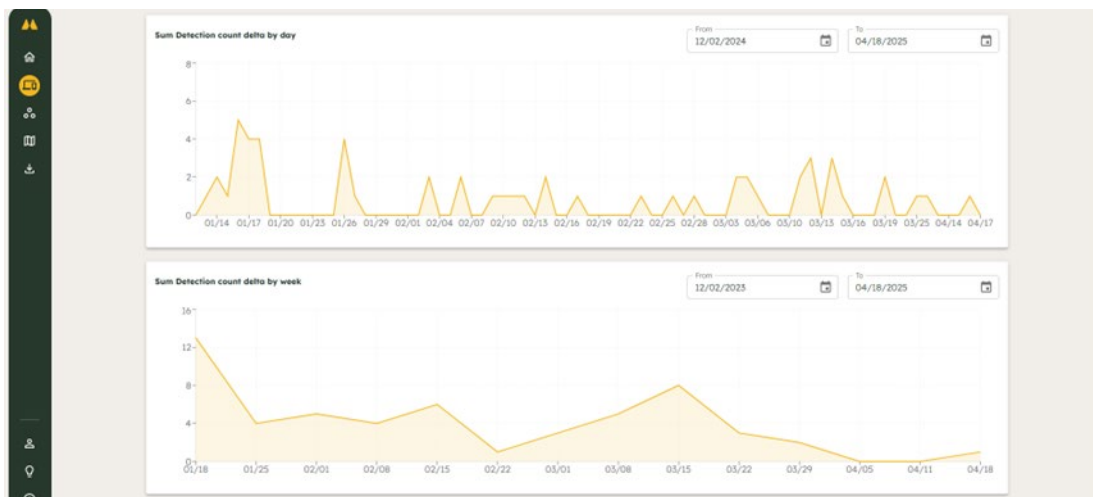 Sum Detection count delta by day
From
12/02/2024
To
04/18/2025
8
6
4
2
0
01/14 01/17 01/20 01/23 01/26 01/29 02/01 02/04 02/07 02/10 02/13 02/16 02/19 02/22 02/25 02/28 03/03 03/06 03/10 03/13 03/16 03/19 03/25 04/14 04/17
Sum Detection count delta by week
From
12/02/2023
To
04/18/2025
16
12
8
4
0
01/18 01/25 02/01 02/08 02/15 02/22 03/01 03/08 03/15 03/22 03/29 04/05 04/11 04/18